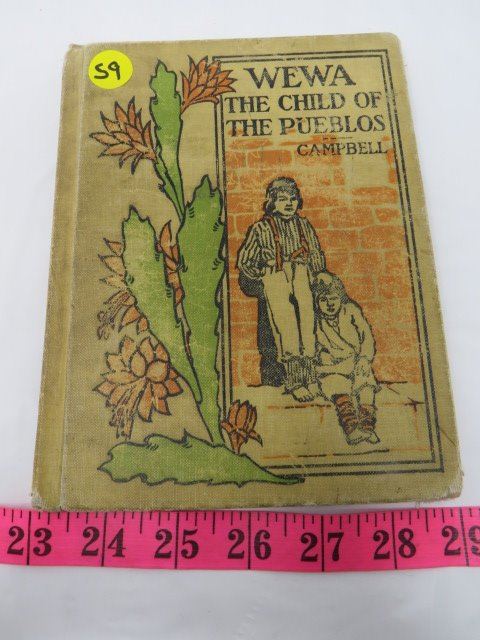 59
WEWA
THE CHILD OF
THE PUEBLOS
CAMPBELL
23 24 25 26 27 28 29